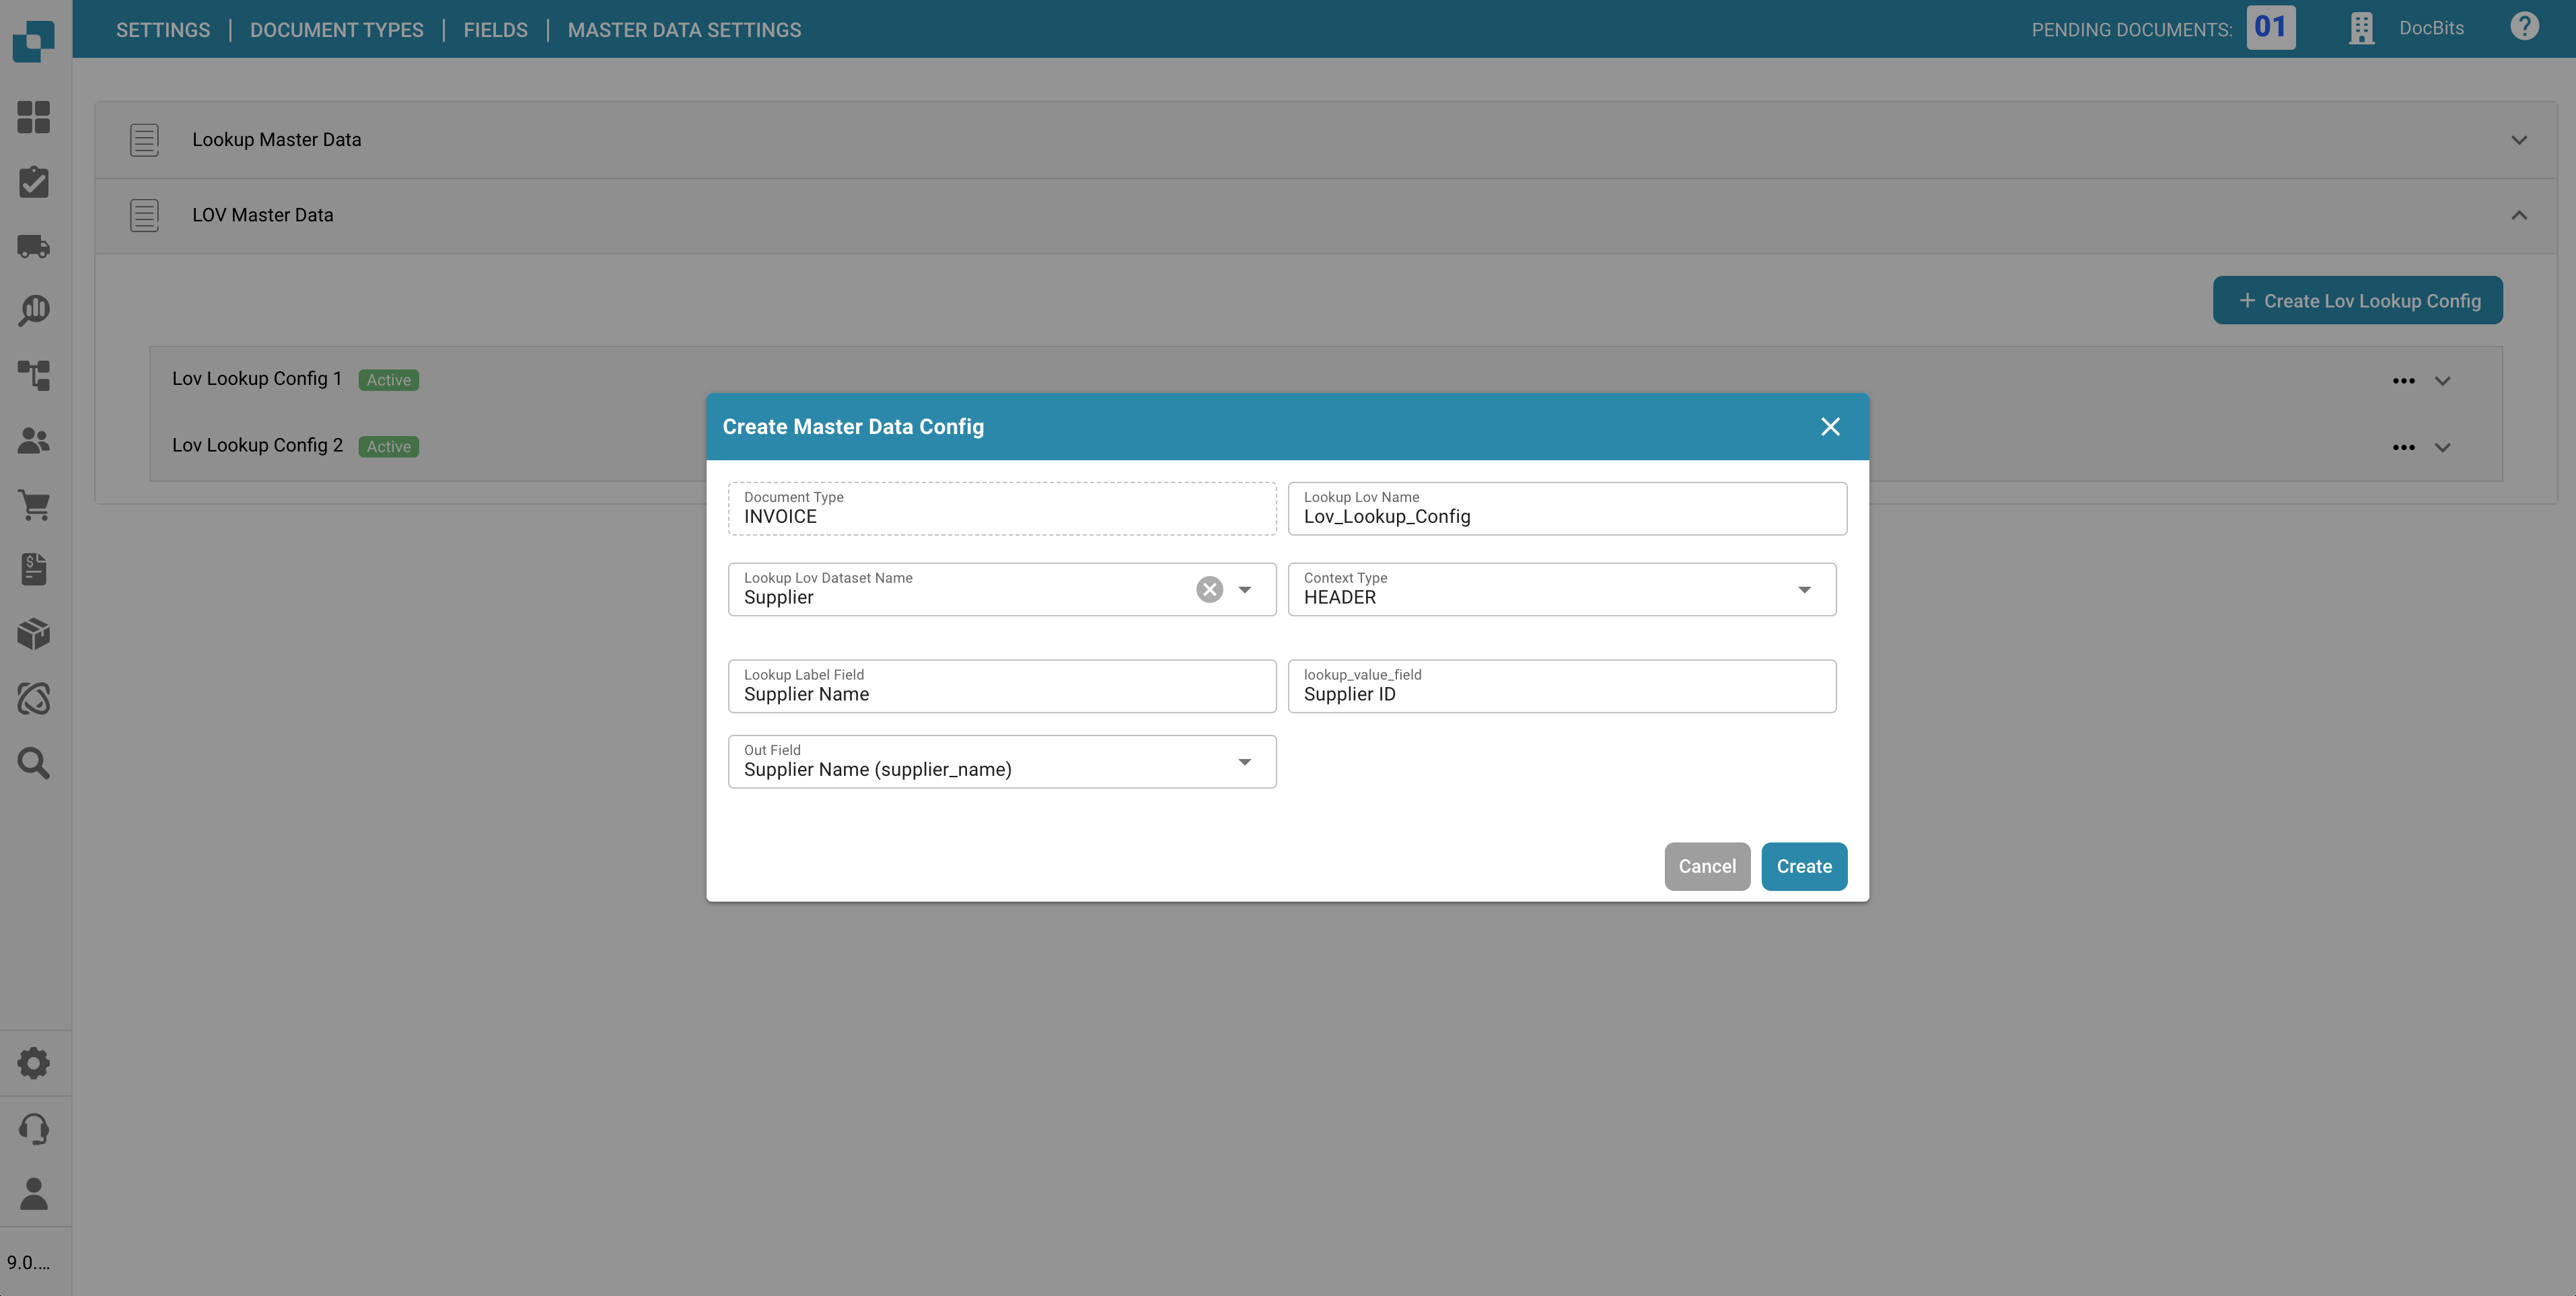 SETTINGS | DOCUMENT TYPES | FIELDS | MASTER DATA SETTINGS
PENDING DOCUMENTS: 01
DocBits
Lookup Master Data
LOV Master Data
+ Create Lov Lookup Config
Lov Lookup Config 1 Active
Lov Lookup Config 2 Active
Create Master Data Config
Document Type
INVOICE
Lookup Lov Name
Lov_Lookup_Config
Lookup Lov Dataset Name
Supplier
Context Type
HEADER
Lookup Label Field
Supplier Name
lookup_value_field
Supplier ID
Out Field
Supplier Name (supplier_name)
Cancel
Create
9.0....